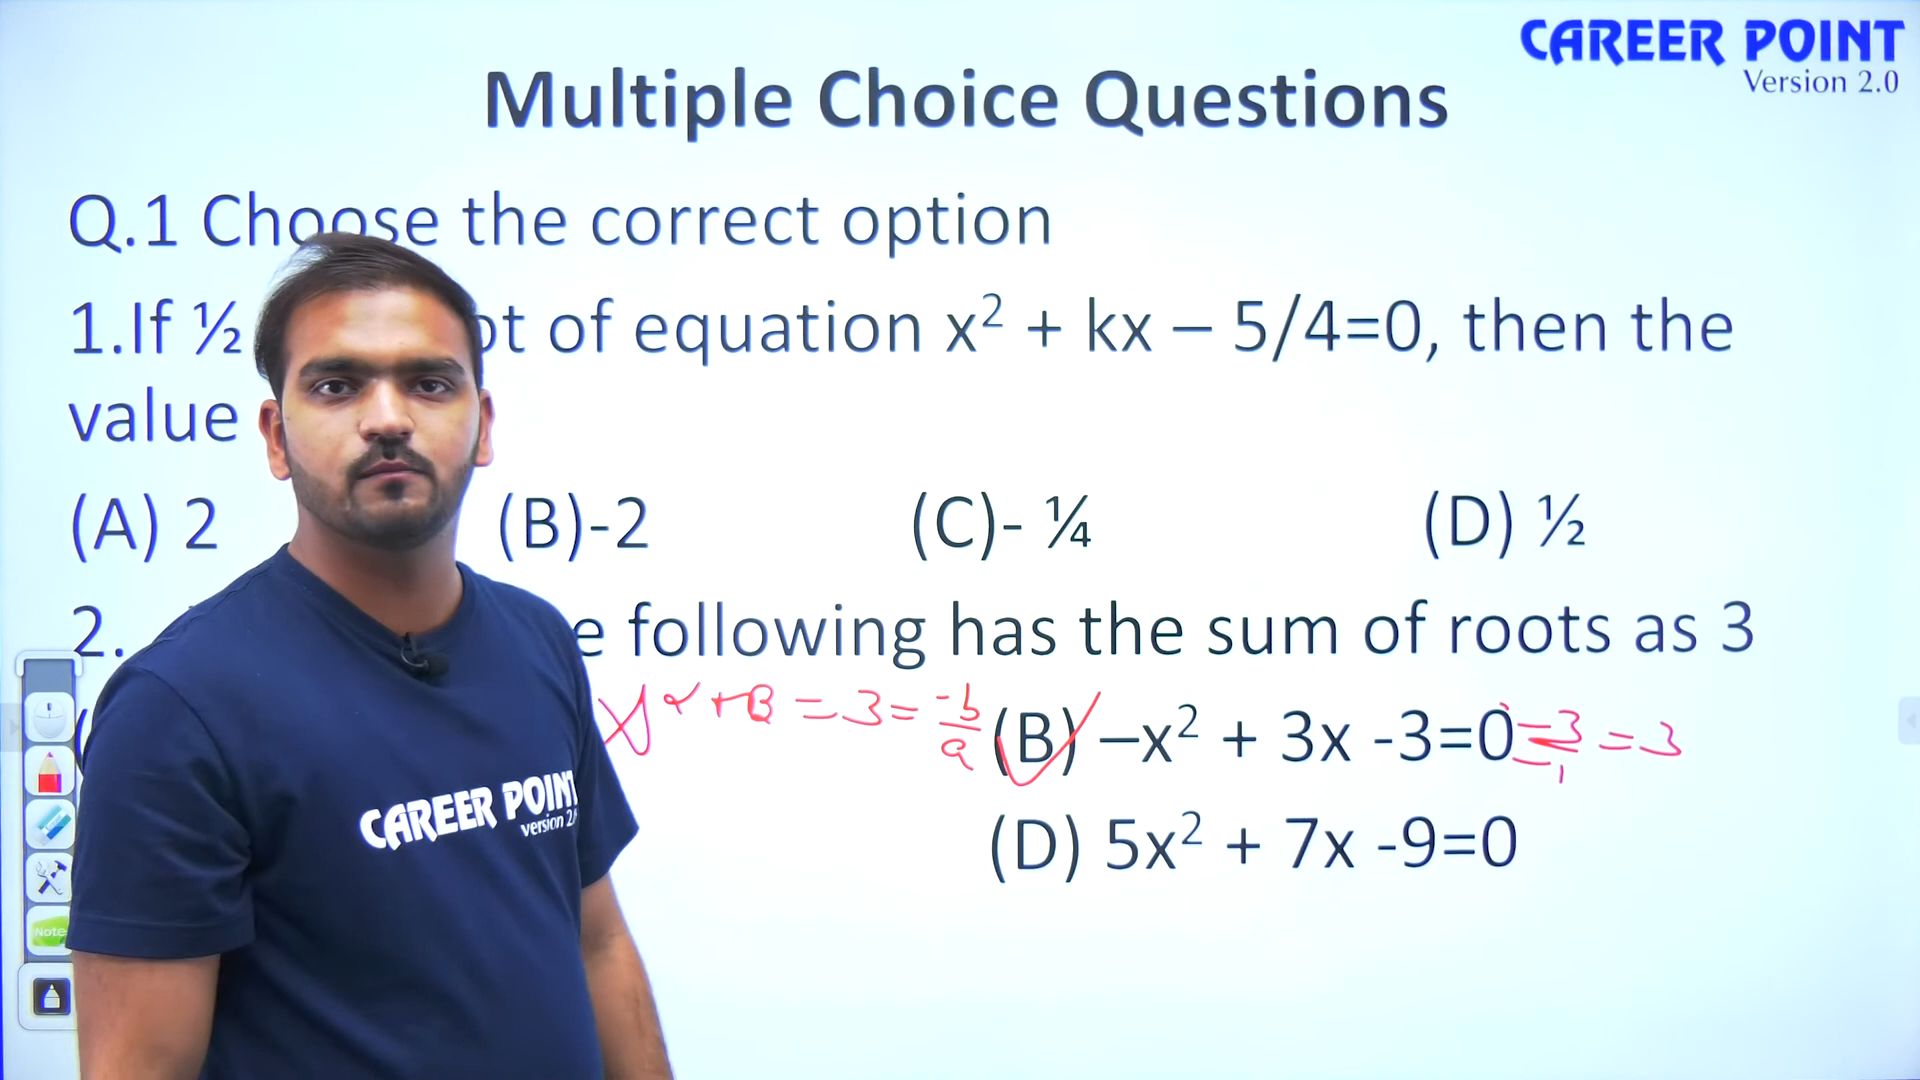 CAREER POINT
Version 2.0
Multiple Choice Questions
Q.1 Choose the correct option
1.If ½ of equation x² + kx – 5/4=0, then the
value
(A) 2 (B)-2 (C)- ¼ (D) ½
2. following has the sum of roots as 3
α+β = 3 = -b/a (B) –x² + 3x -3=0 -3/-1 = 3
(D) 5x² + 7x -9=0
CAREER POINT
version 2.
Note